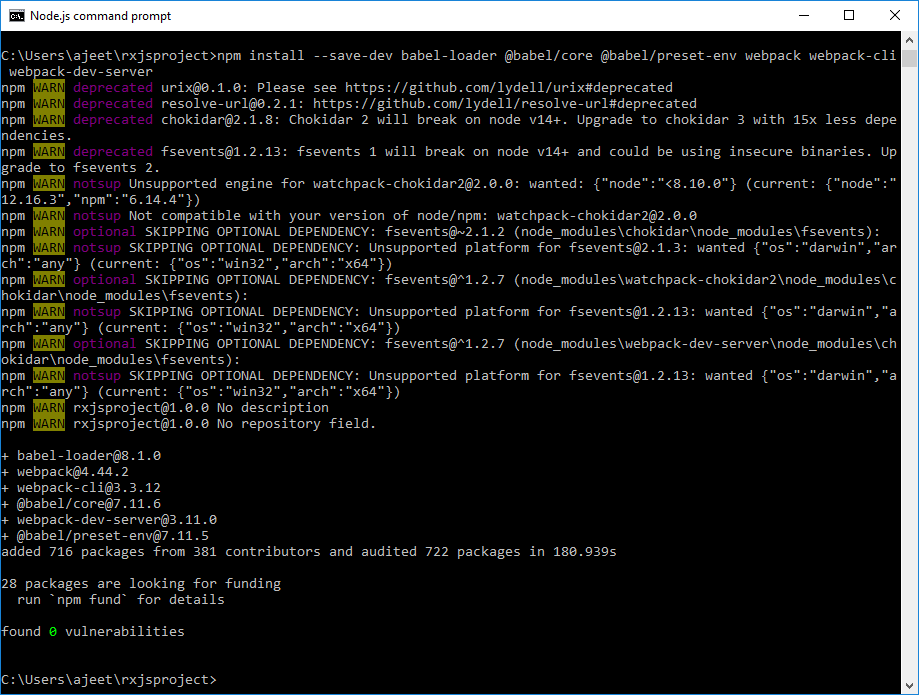 Node.js command prompt
C:\Users\ajeet\rxjsproject>npm install --save-dev babel-loader @babel/core @babel/preset-env webpack webpack-cli
 webpack-dev-server
npm WARN deprecated urix@0.1.0: Please see https://github.com/lydell/urix#deprecated
npm WARN deprecated resolve-url@0.2.1: https://github.com/lydell/resolve-url#deprecated
npm WARN deprecated chokidar@2.1.8: Chokidar 2 will break on node v14+. Upgrade to chokidar 3 with 15x less depe
ndencies.
npm WARN deprecated fsevents@1.2.13: fsevents 1 will break on node v14+ and could be using insecure binaries. Up
grade to fsevents 2.
npm WARN notsup Unsupported engine for watchpack-chokidar2@2.0.0: wanted: {"node":"<8.10.0"} (current: {"node":"
12.16.3","npm":"6.14.4"})
npm WARN notsup Not compatible with your version of node/npm: watchpack-chokidar2@2.0.0
npm WARN optional SKIPPING OPTIONAL DEPENDENCY: fsevents@~2.1.2 (node_modules\chokidar\node_modules\fsevents):
npm WARN notsup SKIPPING OPTIONAL DEPENDENCY: Unsupported platform for fsevents@2.1.3: wanted {"os":"darwin","ar
ch":"any"} (current: {"os":"win32","arch":"x64"})
npm WARN optional SKIPPING OPTIONAL DEPENDENCY: fsevents@^1.2.7 (node_modules\watchpack-chokidar2\node_modules\c
hokidar\node_modules\fsevents):
npm WARN notsup SKIPPING OPTIONAL DEPENDENCY: Unsupported platform for fsevents@1.2.13: wanted {"os":"darwin","a
rch":"any"} (current: {"os":"win32","arch":"x64"})
npm WARN optional SKIPPING OPTIONAL DEPENDENCY: fsevents@^1.2.7 (node_modules\webpack-dev-server\node_modules\ch
okidar\node_modules\fsevents):
npm WARN notsup SKIPPING OPTIONAL DEPENDENCY: Unsupported platform for fsevents@1.2.13: wanted {"os":"darwin","a
rch":"any"} (current: {"os":"win32","arch":"x64"})
npm WARN rxjsproject@1.0.0 No description
npm WARN rxjsproject@1.0.0 No repository field.
+ babel-loader@8.1.0
+ webpack@4.44.2
+ webpack-cli@3.3.12
+ @babel/core@7.11.6
+ webpack-dev-server@3.11.0
+ @babel/preset-env@7.11.5
added 716 packages from 381 contributors and audited 722 packages in 180.939s
28 packages are looking for funding
  run `npm fund` for details
found 0 vulnerabilities
C:\Users\ajeet\rxjsproject>